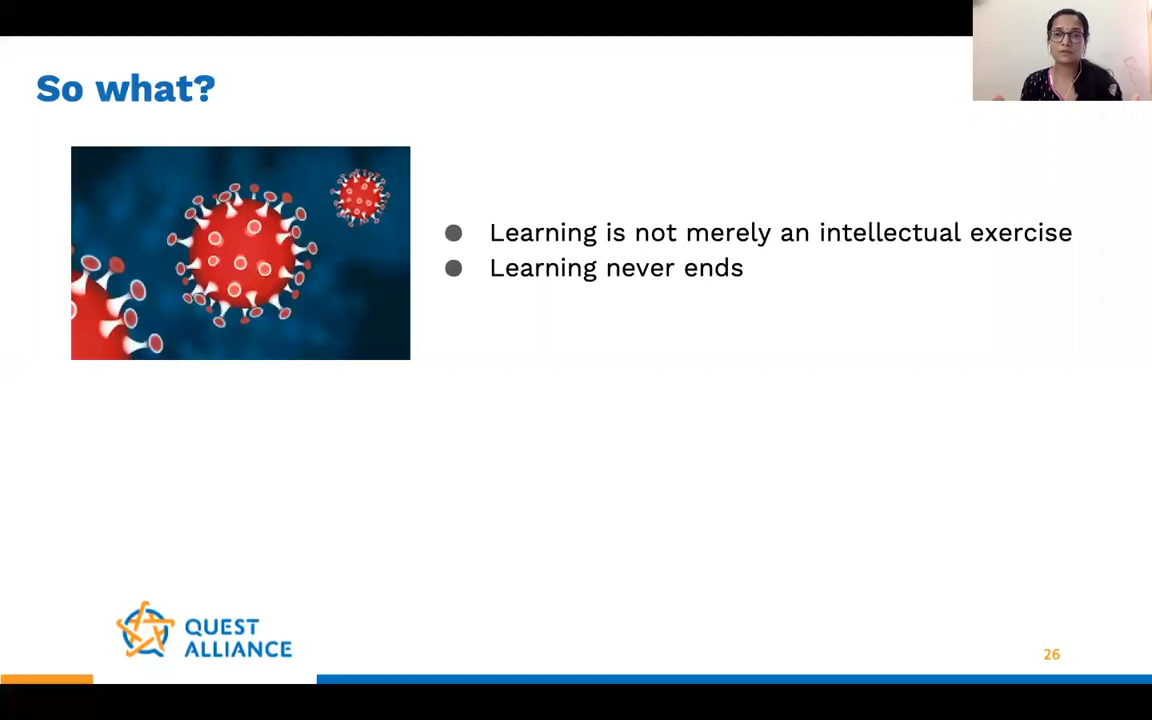 So what?
Learning is not merely an intellectual exercise
Learning never ends
QUEST
ALLIANCE
26